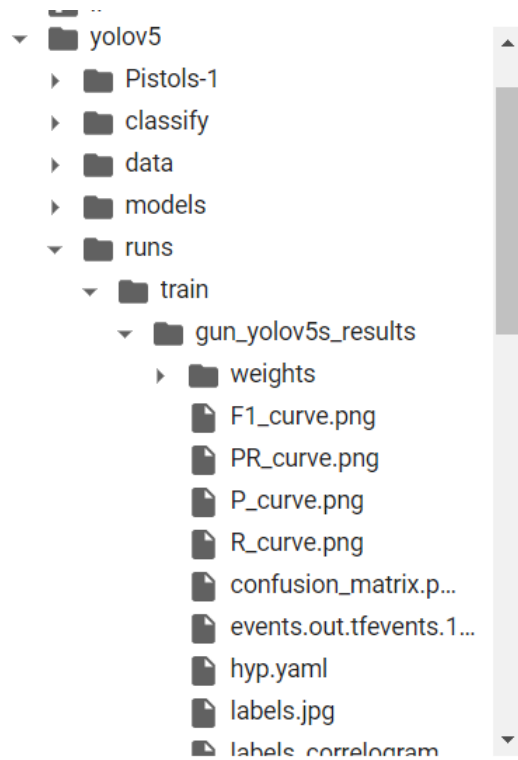 yolov5
Pistols-1
classify
data
models
runs
train
gun_yolov5s_results
weights
F1_curve.png
PR_curve.png
P_curve.png
R_curve.png
confusion_matrix.p...
events.out.tfevents.1...
hyp.yaml
labels.jpg
labels_correlogram